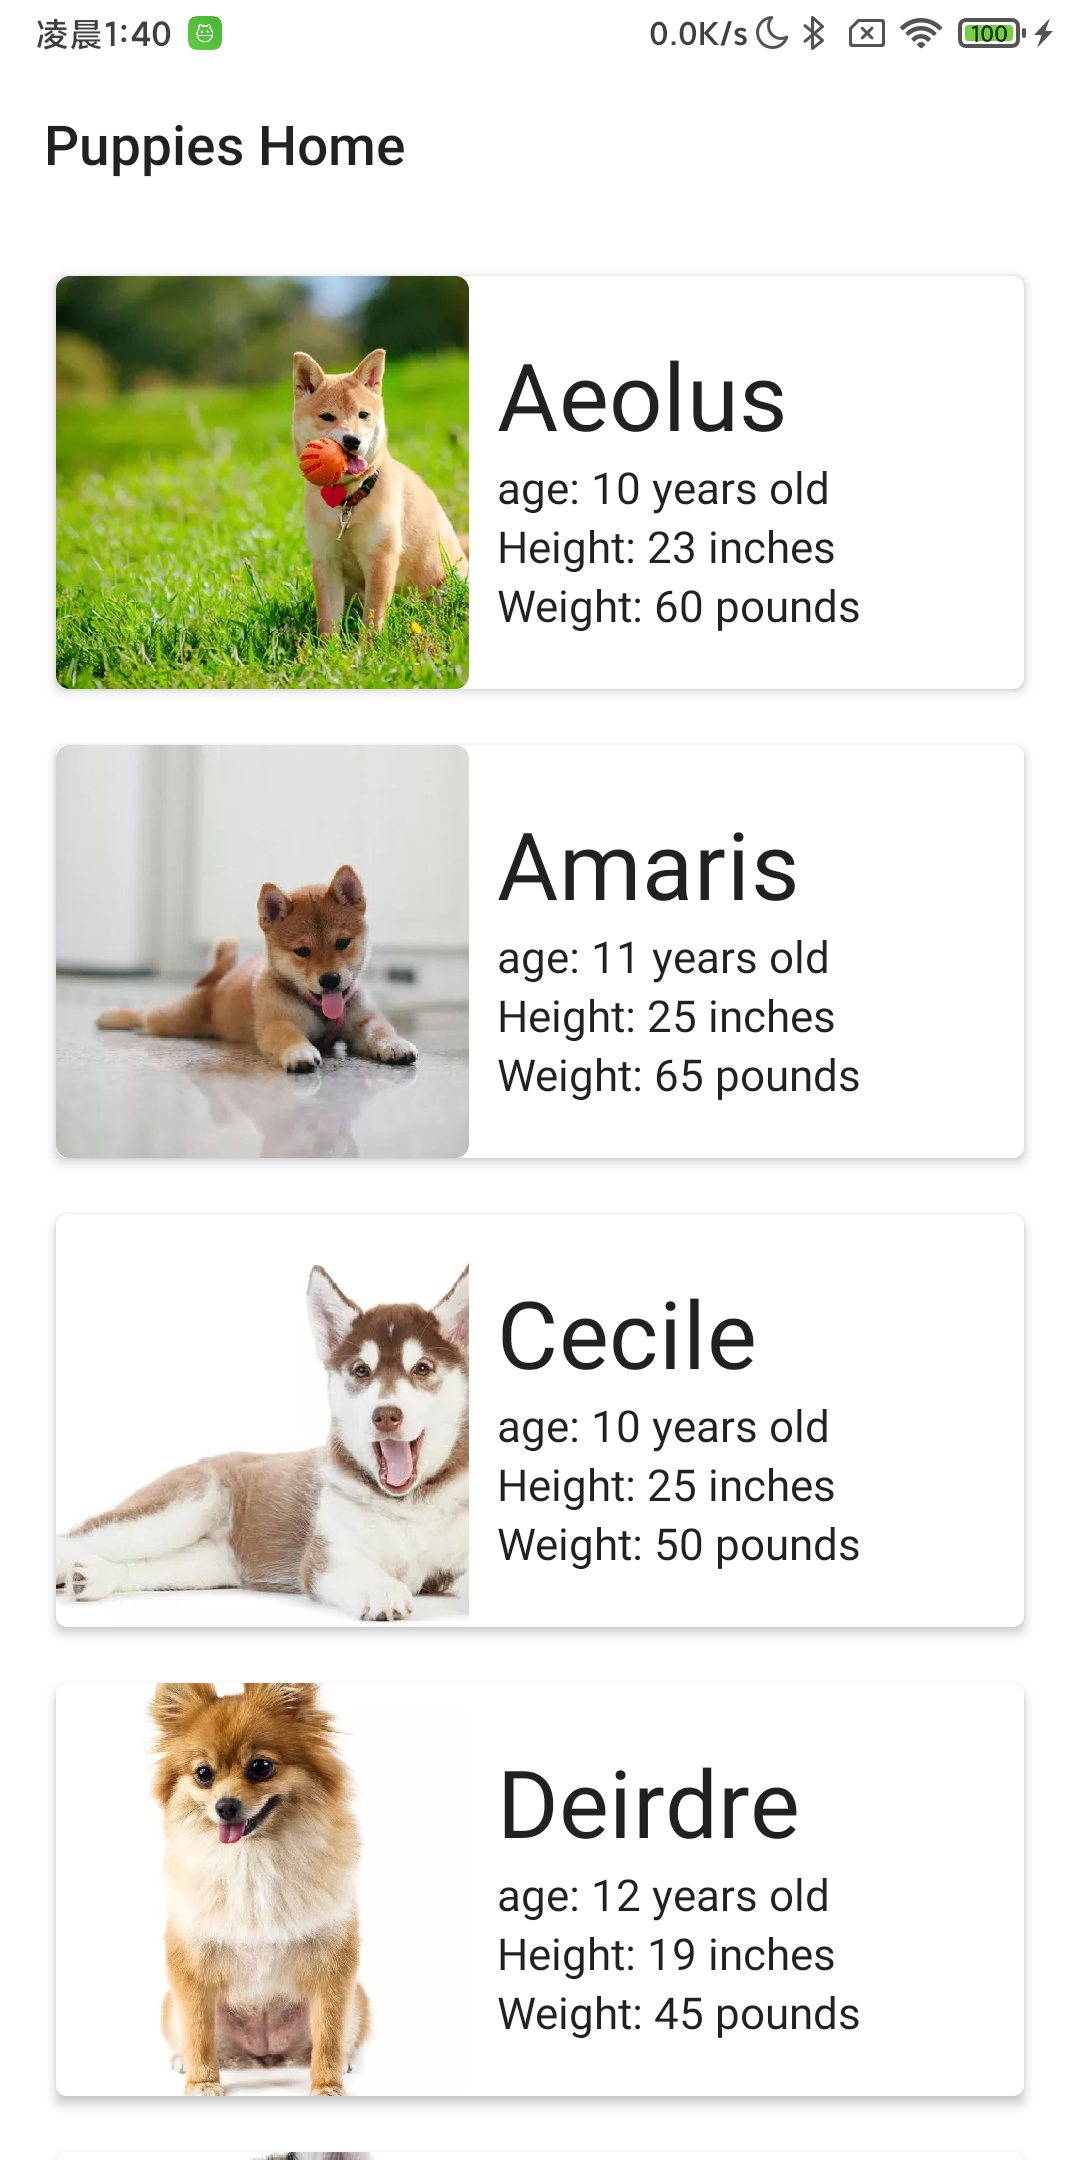 凌晨1:40 0.0K/s 100
Puppies Home
Aeolus
age: 10 years old
Height: 23 inches
Weight: 60 pounds
Amaris
age: 11 years old
Height: 25 inches
Weight: 65 pounds
Cecile
age: 10 years old
Height: 25 inches
Weight: 50 pounds
Deirdre
age: 12 years old
Height: 19 inches
Weight: 45 pounds